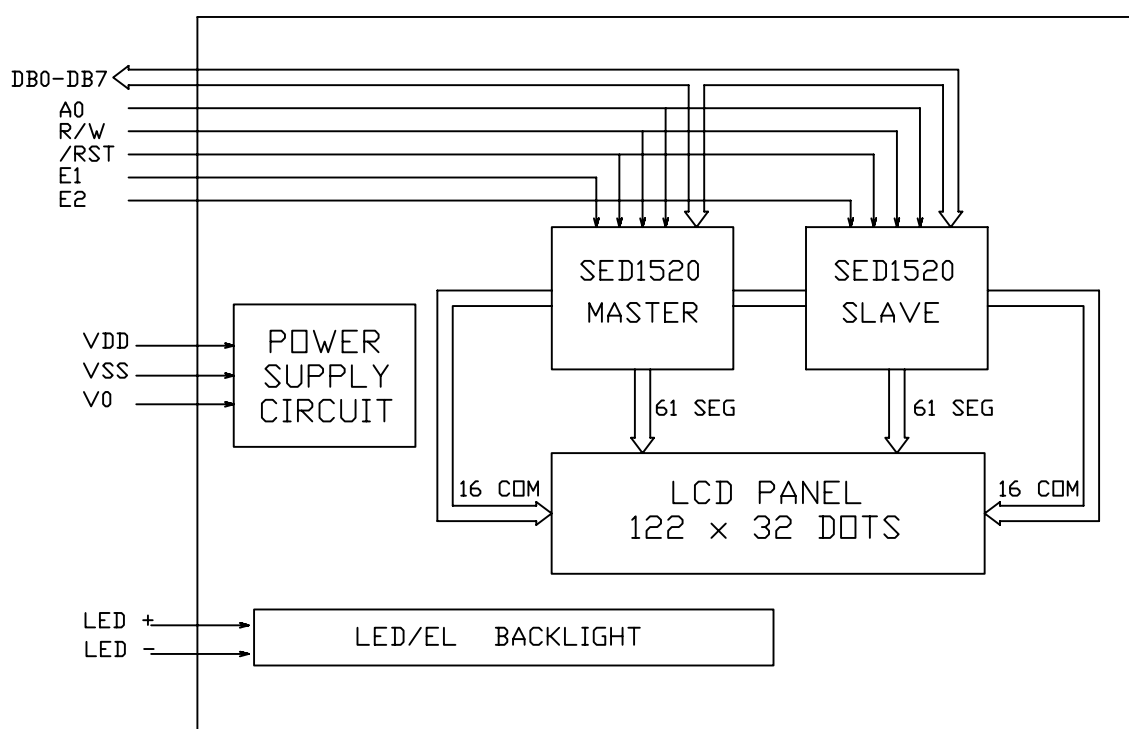 DB0-DB7
A0
R/W
/RST
E1
E2
SED1520
MASTER
SED1520
SLAVE
VDD
VSS
V0
POWER
SUPPLY
CIRCUIT
61 SEG
61 SEG
16 COM
16 COM
LCD PANEL
122 x 32 DOTS
LED +
LED -
LED/EL BACKLIGHT